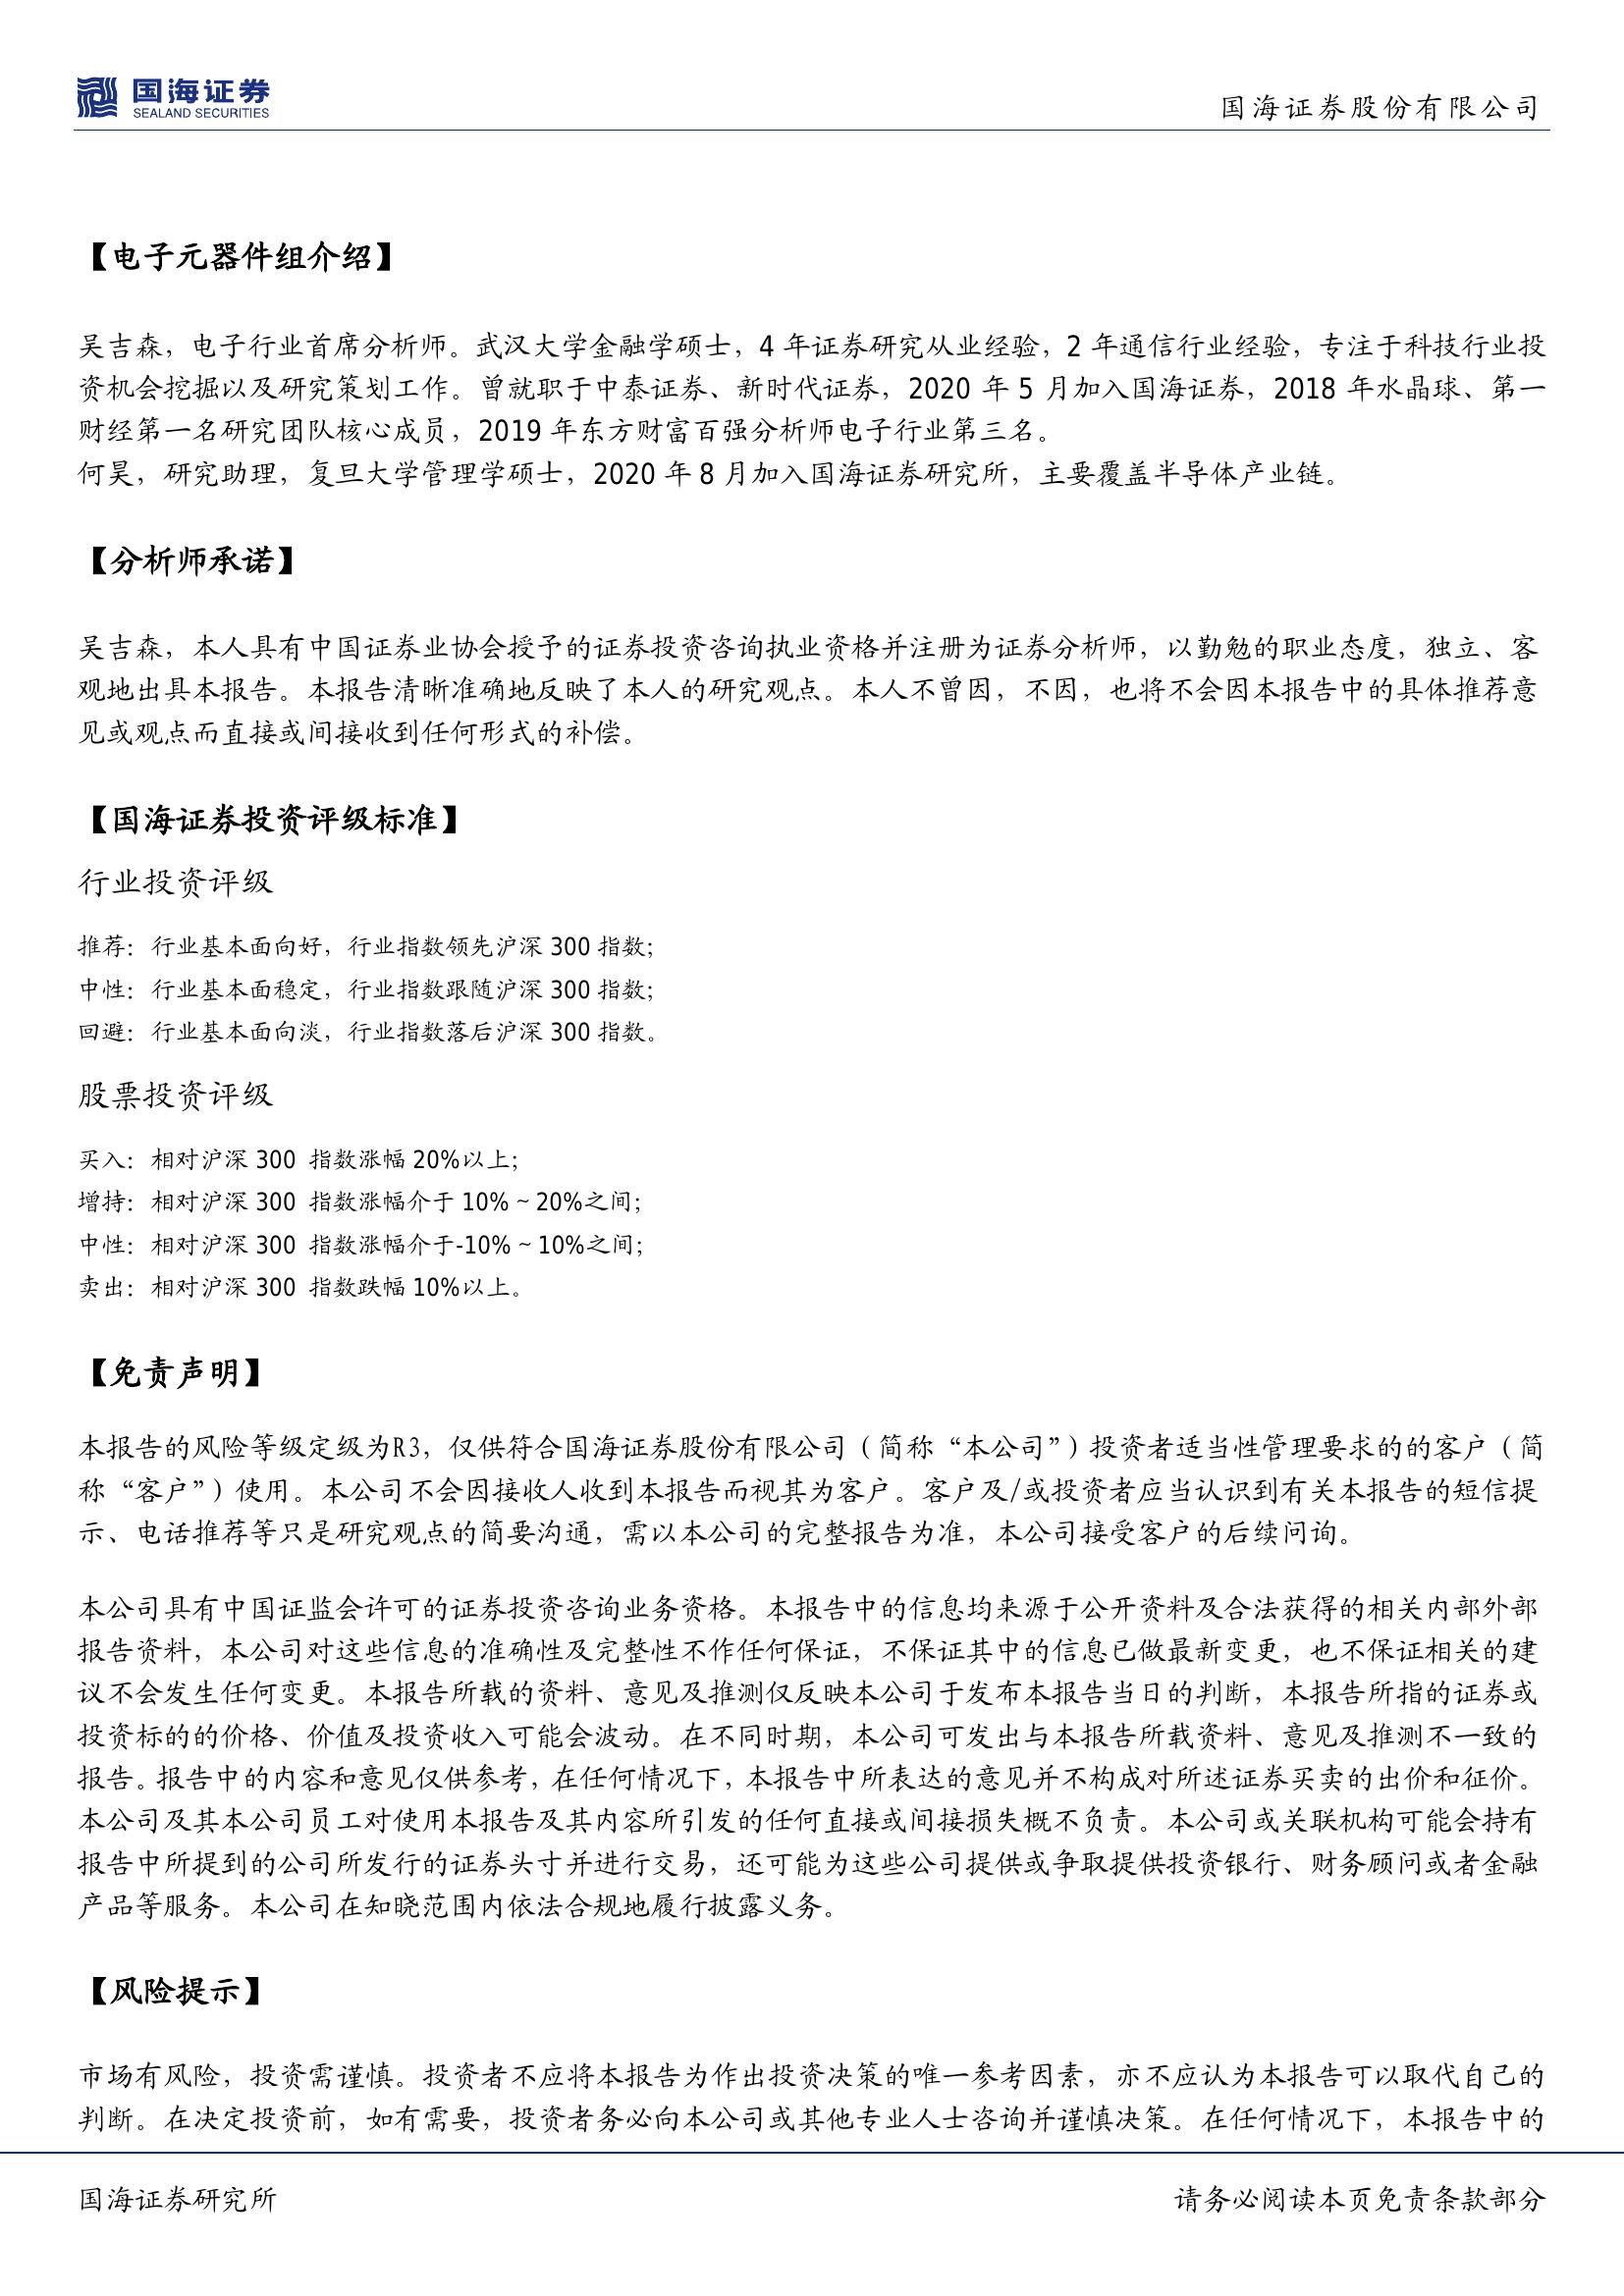 国海证券
SEALAND SECURITIES
国海证券股份有限公司
【电子元器件组介绍】
吴吉森，电子行业首席分析师。武汉大学金融学硕士，4 年证券研究从业经验，2 年通信行业经验，专注于科技行业投
资机会挖掘以及研究策划工作。曾就职于中泰证券、新时代证券，2020 年 5 月加入国海证券，2018 年水晶球、第一
财经第一名研究团队核心成员，2019 年东方财富百强分析师电子行业第三名。
何昊，研究助理，复旦大学管理学硕士，2020 年 8 月加入国海证券研究所，主要覆盖半导体产业链。
【分析师承诺】
吴吉森，本人具有中国证券业协会授予的证券投资咨询执业资格并注册为证券分析师，以勤勉的职业态度，独立、客
观地出具本报告。本报告清晰准确地反映了本人的研究观点。本人不曾因，不因，也将不会因本报告中的具体推荐意
见或观点而直接或间接收到任何形式的补偿。
【国海证券投资评级标准】
行业投资评级
推荐：行业基本面向好，行业指数领先沪深 300 指数；
中性：行业基本面稳定，行业指数跟随沪深 300 指数；
回避：行业基本面向淡，行业指数落后沪深 300 指数。
股票投资评级
买入：相对沪深 300 指数涨幅 20%以上；
增持：相对沪深 300 指数涨幅介于 10%～20%之间；
中性：相对沪深 300 指数涨幅介于-10%～10%之间；
卖出：相对沪深 300 指数跌幅 10%以上。
【免责声明】
本报告的风险等级定级为R3，仅供符合国海证券股份有限公司（简称“本公司”）投资者适当性管理要求的的客户（简
称“客户”）使用。本公司不会因接收人收到本报告而视其为客户。客户及/或投资者应当认识到有关本报告的短信提
示、电话推荐等只是研究观点的简要沟通，需以本公司的完整报告为准，本公司接受客户的后续问询。
本公司具有中国证监会许可的证券投资咨询业务资格。本报告中的信息均来源于公开资料及合法获得的相关内部外部
报告资料，本公司对这些信息的准确性及完整性不作任何保证，不保证其中的信息已做最新变更，也不保证相关的建
议不会发生任何变更。本报告所载的资料、意见及推测仅反映本公司于发布本报告当日的判断，本报告所指的证券或
投资标的的价格、价值及投资收入可能会波动。在不同时期，本公司可发出与本报告所载资料、意见及推测不一致的
报告。报告中的内容和意见仅供参考，在任何情况下，本报告中所表达的意见并不构成对所述证券买卖的出价和征价。
本公司及其本公司员工对使用本报告及其内容所引发的任何直接或间接损失概不负责。本公司或关联机构可能会持有
报告中所提到的公司所发行的证券头寸并进行交易，还可能为这些公司提供或争取提供投资银行、财务顾问或者金融
产品等服务。本公司在知晓范围内依法合规地履行披露义务。
【风险提示】
市场有风险，投资需谨慎。投资者不应将本报告为作出投资决策的唯一参考因素，亦不应认为本报告可以取代自己的
判断。在决定投资前，如有需要，投资者务必向本公司或其他专业人士咨询并谨慎决策。在任何情况下，本报告中的
国海证券研究所
请务必阅读本页免责条款部分